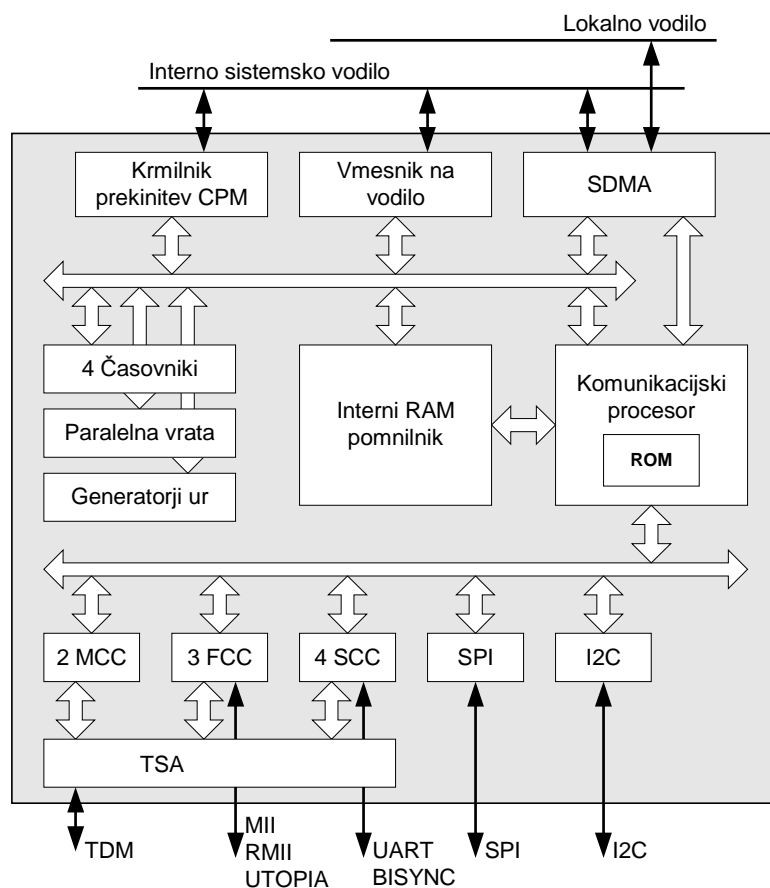 Lokalno vodilo
Interno sistemsko vodilo
Krmilnik
prekinitev CPM
Vmesnik na
vodilo
SDMA
4 Časovniki
Paralelna vrata
Generatorji ur
Interni RAM
pomnilnik
Komunikacijski
procesor
ROM
2 MCC
3 FCC
4 SCC
SPI
I2C
TSA
TDM
MII
RMII
UTOPIA
UART
BISYNC
SPI
I2C